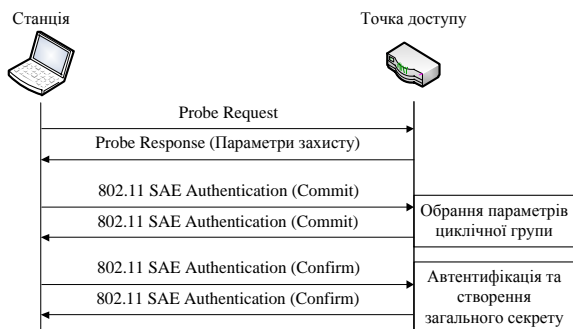 Станція
Точка доступу
Probe Request
Probe Response (Параметри захисту)
802.11 SAE Authentication (Commit)
802.11 SAE Authentication (Commit)
Обрання параметрів
циклічної групи
802.11 SAE Authentication (Confirm)
802.11 SAE Authentication (Confirm)
Автентифікація та
створення
загального секрету